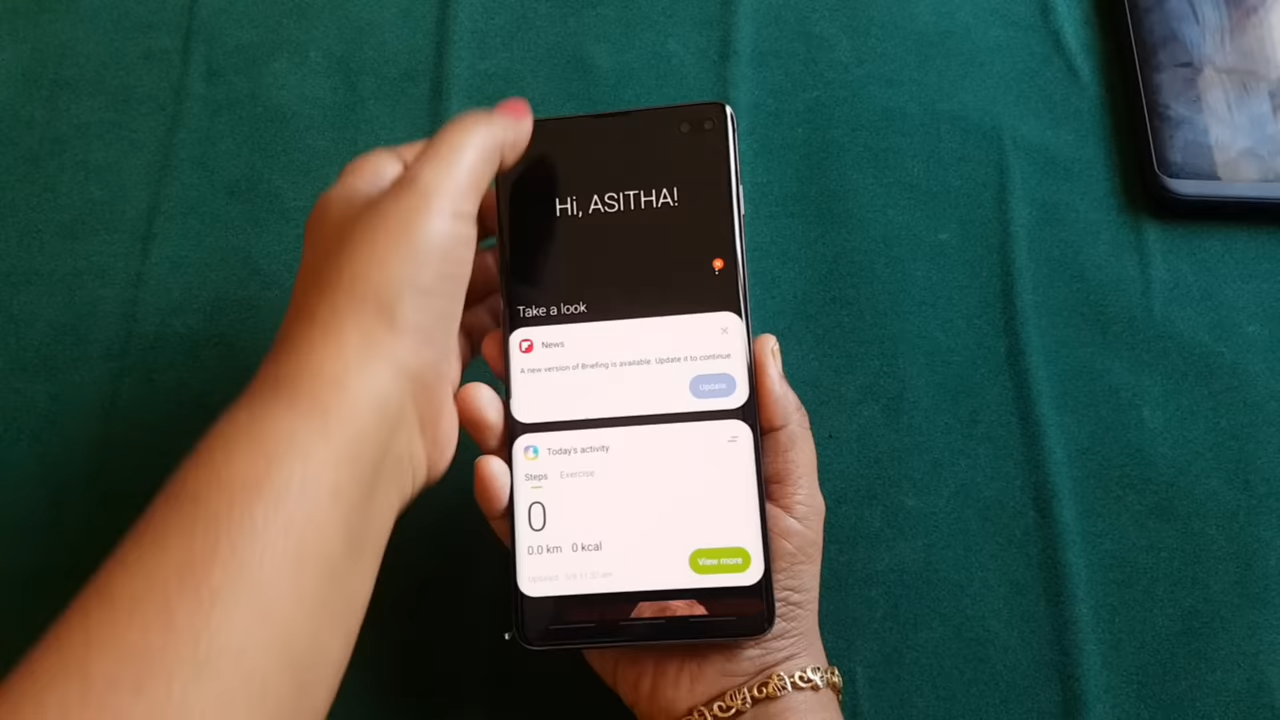 Hi, ASITHA!
N
Take a look
News
A new version of Briefing is available. Update it to continue
Update
Today's activity
Steps Exercise
0
0.0 km 0 kcal
View more